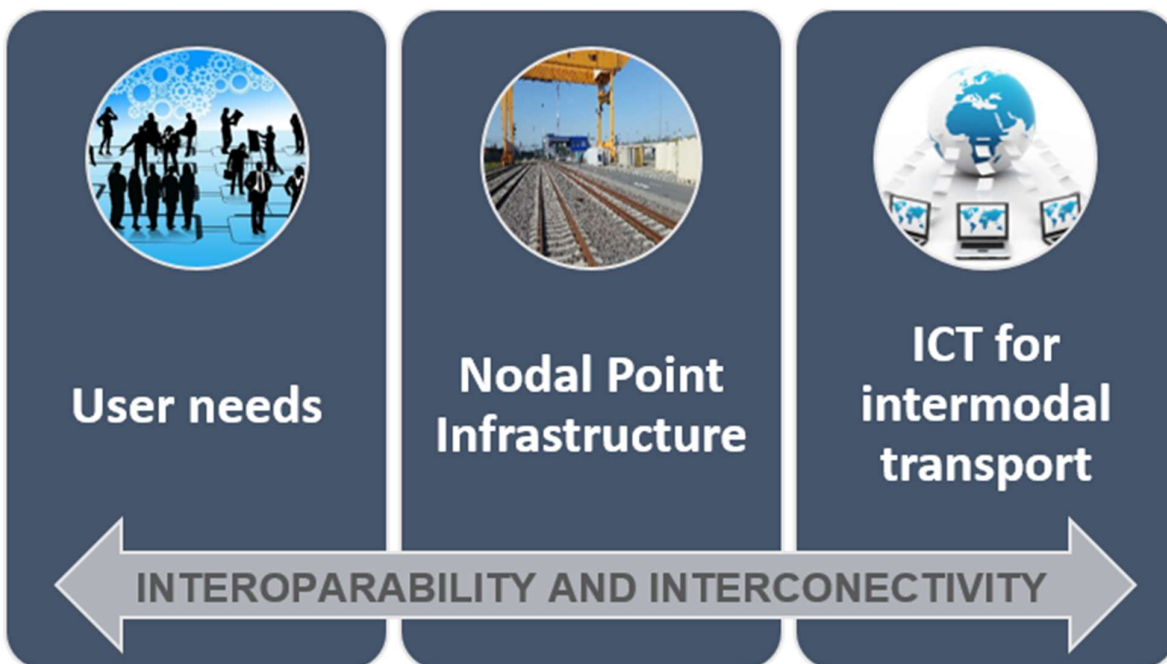 User needs
Nodal Point
Infrastructure
ICT for
intermodal
transport
INTEROPARABILITY AND INTERCONECTIVITY